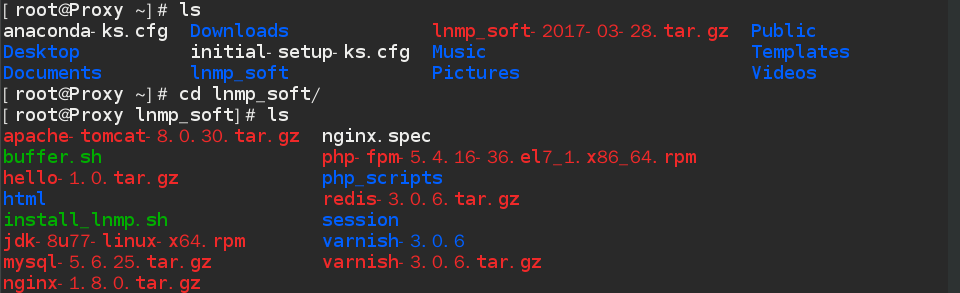 [root@Proxy ~]# ls
anaconda-ks.cfg  Downloads             lnmp_soft-2017-03-28.tar.gz  Public
Desktop          initial-setup-ks.cfg  Music                        Templates
Documents        lnmp_soft             Pictures                     Videos
[root@Proxy ~]# cd lnmp_soft/
[root@Proxy lnmp_soft]# ls
apache-tomcat-8.0.30.tar.gz  nginx.spec
buffer.sh                    php-fpm-5.4.16-36.el7_1.x86_64.rpm
hello-1.0.tar.gz             php_scripts
html                         redis-3.0.6.tar.gz
install_lnmp.sh              session
jdk-8u77-linux-x64.rpm       varnish-3.0.6
mysql-5.6.25.tar.gz          varnish-3.0.6.tar.gz
nginx-1.8.0.tar.gz